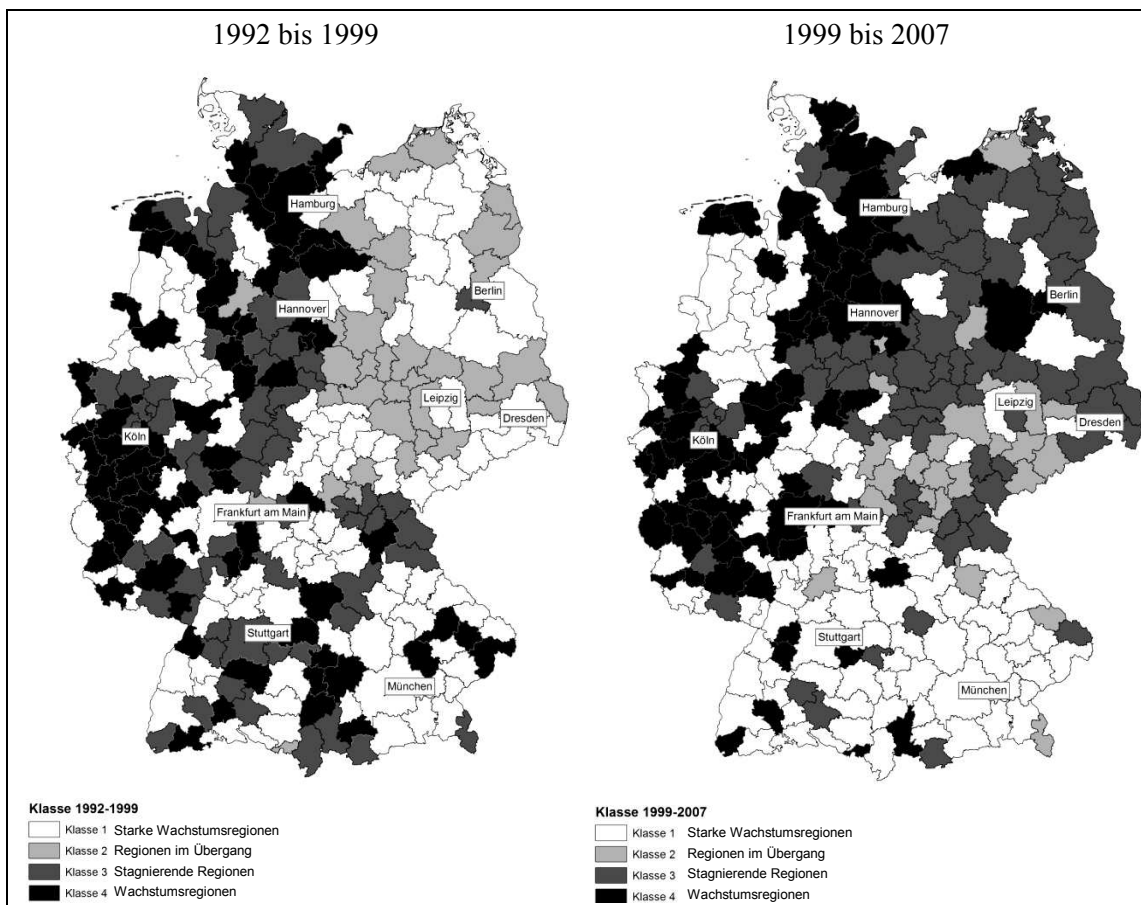 1992 bis 1999
Hamburg
Berlin
Hannover
Leipzig
Dresden
Köln
Frankfurt am Main
Stuttgart
München
Klasse 1992-1999
Klasse 1 Starke Wachstumsregionen
Klasse 2 Regionen im Übergang
Klasse 3 Stagnierende Regionen
Klasse 4 Wachstumsregionen
1999 bis 2007
Hamburg
Berlin
Hannover
Leipzig
Dresden
Köln
Frankfurt am Main
Stuttgart
München
Klasse 1999-2007
Klasse 1 Starke Wachstumsregionen
Klasse 2 Regionen im Übergang
Klasse 3 Stagnierende Regionen
Klasse 4 Wachstumsregionen